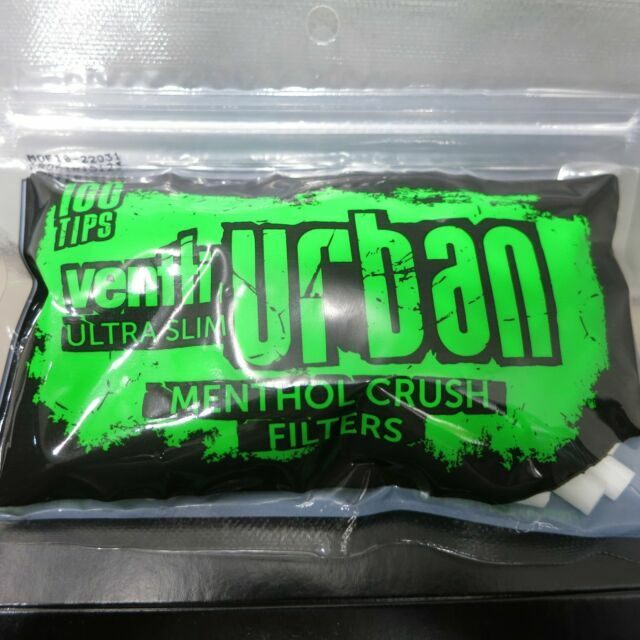 100
TIPS
venti
urban
ULTRA SLIM
MENTHOL CRUSH
FILTERS